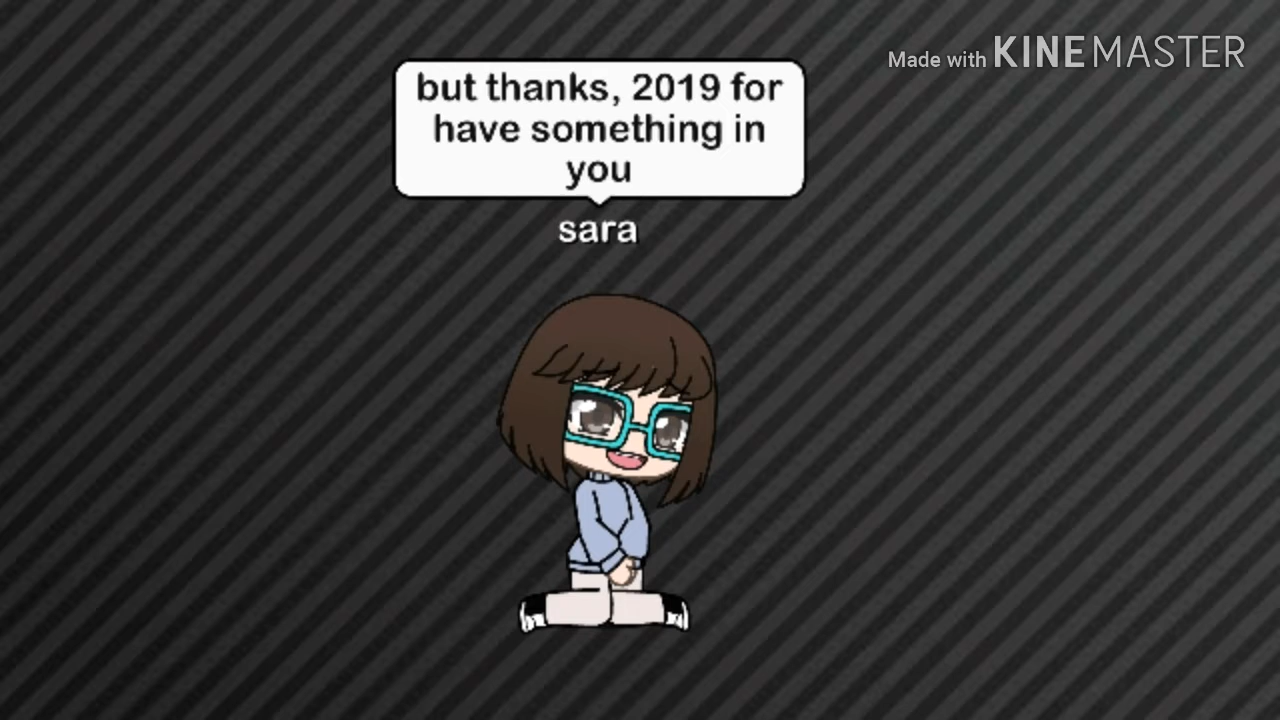 Made with KINEMASTER
but thanks, 2019 for
have something in
you
sara